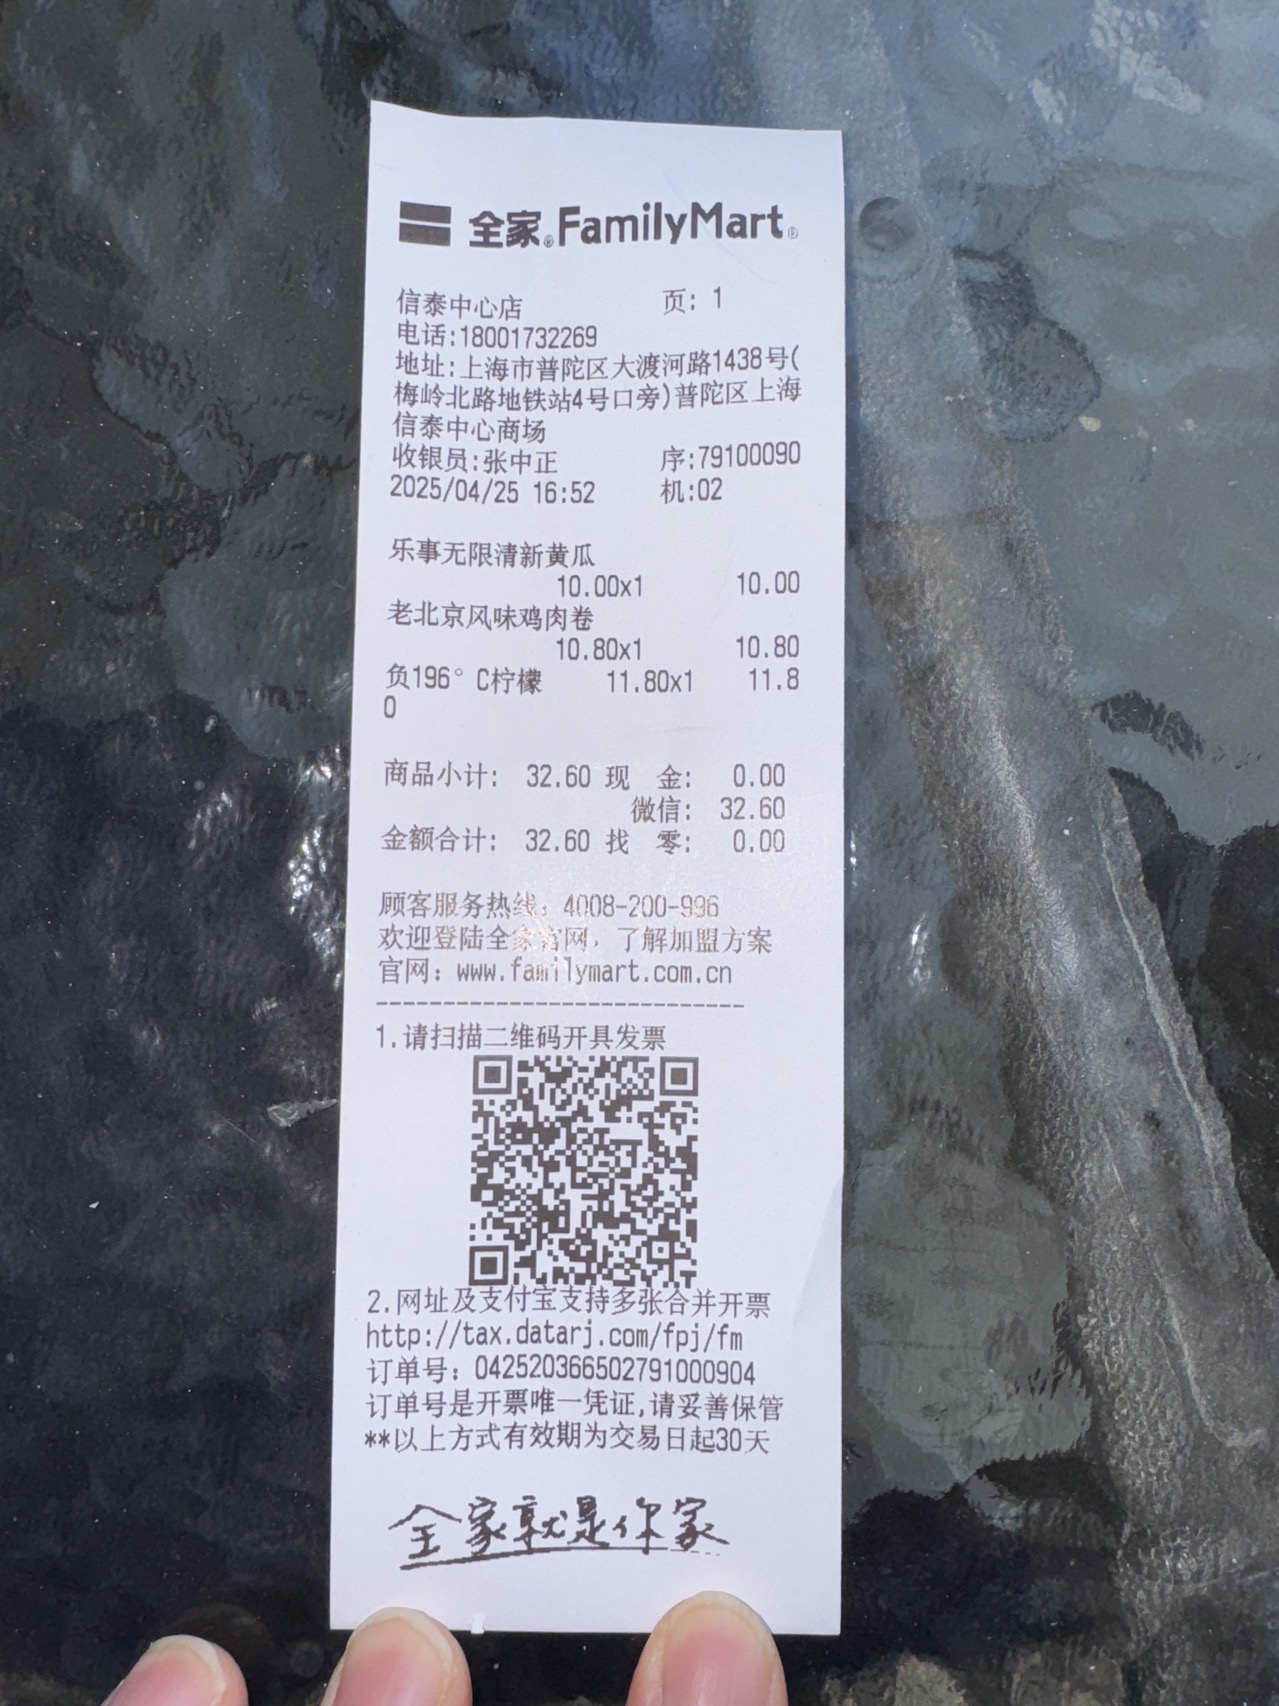 全家® FamilyMart®
信泰中心店 页: 1
电话:18001732269
地址:上海市普陀区大渡河路1438号(
梅岭北路地铁站4号口旁)普陀区上海
信泰中心商场
收银员:张中正 序:79100090
2025/04/25 16:52 机:02
乐事无限清新黄瓜
10.00x1 10.00
老北京风味鸡肉卷
10.80x1 10.80
负196°C柠檬 11.80x1 11.8
0
商品小计: 32.60 现 金: 0.00
微信: 32.60
金额合计: 32.60 找 零: 0.00
顾客服务热线: 4008-200-996
欢迎登陆全家官网，了解加盟方案
官网: www.familymart.com.cn
----------------------------
1.请扫描二维码开具发票
2.网址及支付宝支持多张合并开票
http://tax.datarj.com/fpj/fm
订单号: 042520366502791000904
订单号是开票唯一凭证,请妥善保管
**以上方式有效期为交易日起30天
全家就是你家